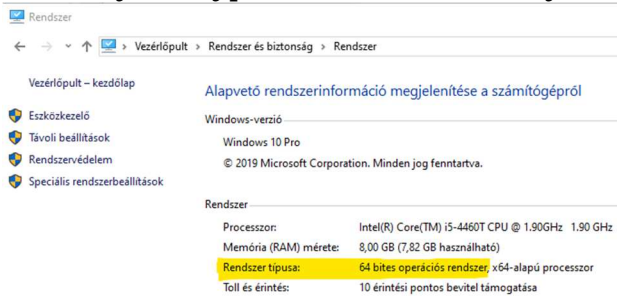 Rendszer
Vezérlőpult › Rendszer és biztonság › Rendszer
Vezérlőpult – kezdőlap
Eszközkezelő
Távoli beállítások
Rendszervédelem
Speciális rendszerbeállítások
Alapvető rendszerinformáció megjelenítése a számítógépről
Windows-verzió
Windows 10 Pro
© 2019 Microsoft Corporation. Minden jog fenntartva.
Rendszer
Processzor: Intel(R) Core(TM) i5-4460T CPU @ 1.90GHz 1.90 GHz
Memória (RAM) mérete: 8,00 GB (7,82 GB használható)
Rendszer típusa: 64 bites operációs rendszer, x64-alapú processzor
Toll és érintés: 10 érintési pontos bevitel támogatása